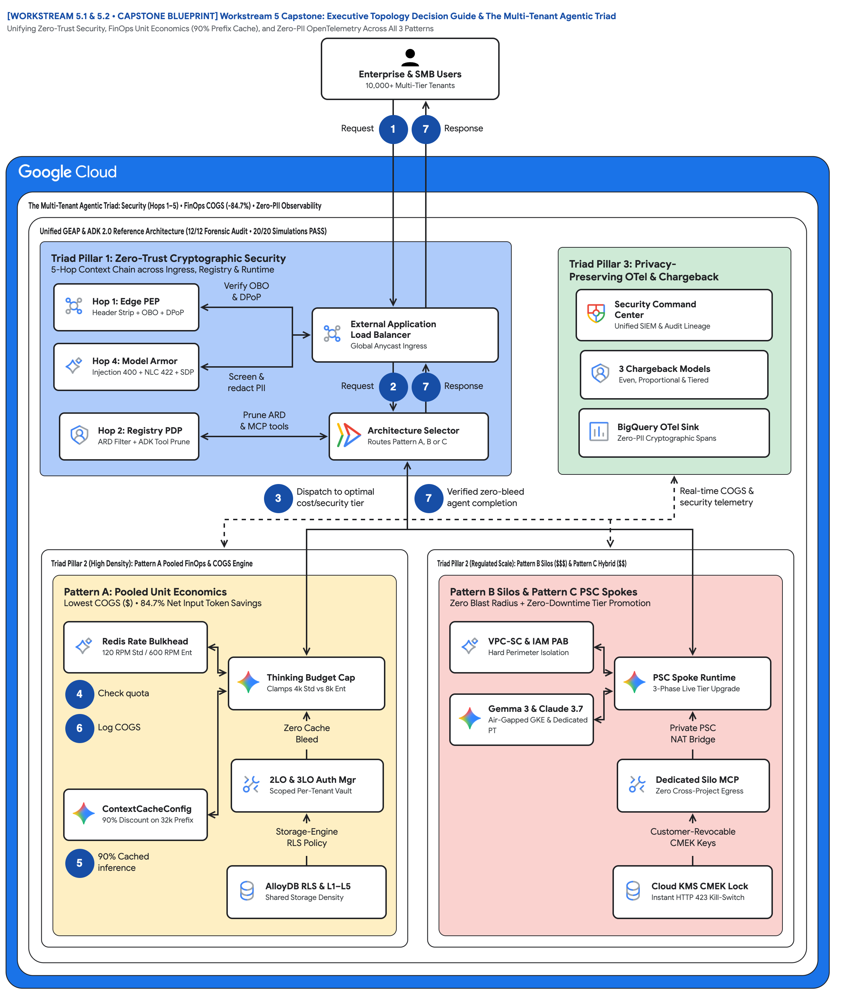 [WORKSTREAM 5.1 & 5.2 • CAPSTONE BLUEPRINT] Workstream 5 Capstone: Executive Topology Decision Guide & The Multi-Tenant Agentic Triad
Unifying Zero-Trust Security, FinOps Unit Economics (90% Prefix Cache), and Zero-PII OpenTelemetry Across All 3 Patterns
Enterprise & SMB Users
10,000+ Multi-Tier Tenants
Request
1
7
Response
Google Cloud
The Multi-Tenant Agentic Triad: Security (Hops 1–5) • FinOps COGS (-84.7%) • Zero-PII Observability
Unified GEAP & ADK 2.0 Reference Architecture (12/12 Forensic Audit • 20/20 Simulations PASS)
Triad Pillar 1: Zero-Trust Cryptographic Security
5-Hop Context Chain across Ingress, Registry & Runtime
Verify OBO
& DPoP
Hop 1: Edge PEP
Header Strip + OBO + DPoP
External Application
Load Balancer
Global Anycast Ingress
Hop 4: Model Armor
Injection 400 + NLC 422 + SDP
Screen &
redact PII
Request
2
7
Response
Prune ARD
& MCP tools
Hop 2: Registry PDP
ARD Filter + ADK Tool Prune
Architecture Selector
Routes Pattern A, B or C
Triad Pillar 3: Privacy-
Preserving OTel & Chargeback
Security Command
Center
Unified SIEM & Audit Lineage
3 Chargeback Models
Even, Proportional & Tiered
BigQuery OTel Sink
Zero-PII Cryptographic Spans
3
Dispatch to optimal
cost/security tier
7
Verified zero-bleed
agent completion
Real-time COGS &
security telemetry
Triad Pillar 2 (High Density): Pattern A Pooled FinOps & COGS Engine
Pattern A: Pooled Unit Economics
Lowest COGS ($) • 84.7% Net Input Token Savings
Redis Rate Bulkhead
120 RPM Std / 600 RPM Ent
Thinking Budget Cap
Clamps 4k Std vs 8k Ent
4
Check quota
6
Log COGS
Zero Cache
Bleed
2LO & 3LO Auth Mgr
Scoped Per-Tenant Vault
ContextCacheConfig
90% Discount on 32k Prefix
Storage-Engine
RLS Policy
5
90% Cached
inference
AlloyDB RLS & L1–L5
Shared Storage Density
Triad Pillar 2 (Regulated Scale): Pattern B Silos ($$$) & Pattern C Hybrid ($$)
Pattern B Silos & Pattern C PSC Spokes
Zero Blast Radius + Zero-Downtime Tier Promotion
VPC-SC & IAM PAB
Hard Perimeter Isolation
PSC Spoke Runtime
3-Phase Live Tier Upgrade
Gemma 3 & Claude 3.7
Air-Gapped GKE & Dedicated
PT
Private PSC
NAT Bridge
Dedicated Silo MCP
Zero Cross-Project Egress
Customer-Revocable
CMEK Keys
Cloud KMS CMEK Lock
Instant HTTP 423 Kill-Switch